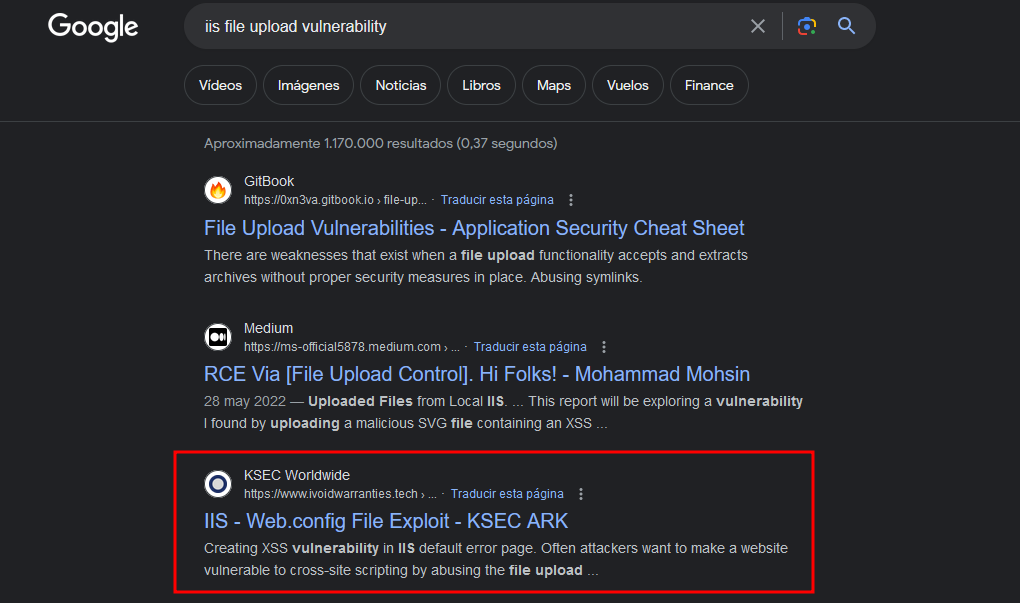 Google
iis file upload vulnerability
Vídeos
Imágenes
Noticias
Libros
Maps
Vuelos
Finance
Aproximadamente 1.170.000 resultados (0,37 segundos)
GitBook
https://0xn3va.gitbook.io › file-up... · Traducir esta página
File Upload Vulnerabilities - Application Security Cheat Sheet
There are weaknesses that exist when a file upload functionality accepts and extracts
archives without proper security measures in place. Abusing symlinks.
Medium
https://ms-official5878.medium.com › ... · Traducir esta página
RCE Via [File Upload Control]. Hi Folks! - Mohammad Mohsin
28 may 2022 — Uploaded Files from Local IIS. ... This report will be exploring a vulnerability
I found by uploading a malicious SVG file containing an XSS ...
KSEC Worldwide
https://www.ivoidwarranties.tech › ... · Traducir esta página
IIS - Web.config File Exploit - KSEC ARK
Creating XSS vulnerability in IIS default error page. Often attackers want to make a website
vulnerable to cross-site scripting by abusing the file upload ...